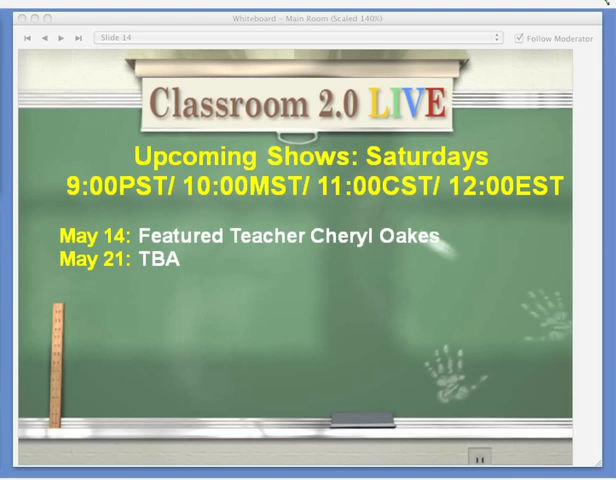 Whiteboard - Main Room (Scaled 140%)
Slide 14
Follow Moderator
Classroom 2.0 LIVE
Upcoming Shows: Saturdays
9:00PST/ 10:00MST/ 11:00CST/ 12:00EST
May 14: Featured Teacher Cheryl Oakes
May 21: TBA